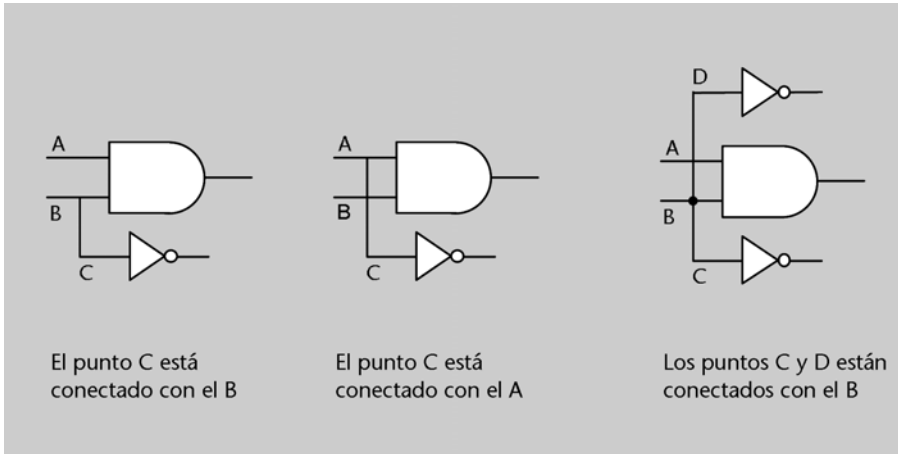 A
B
C
El punto C está
conectado con el B
A
B
C
El punto C está
conectado con el A
D
A
B
C
Los puntos C y D están
conectados con el B